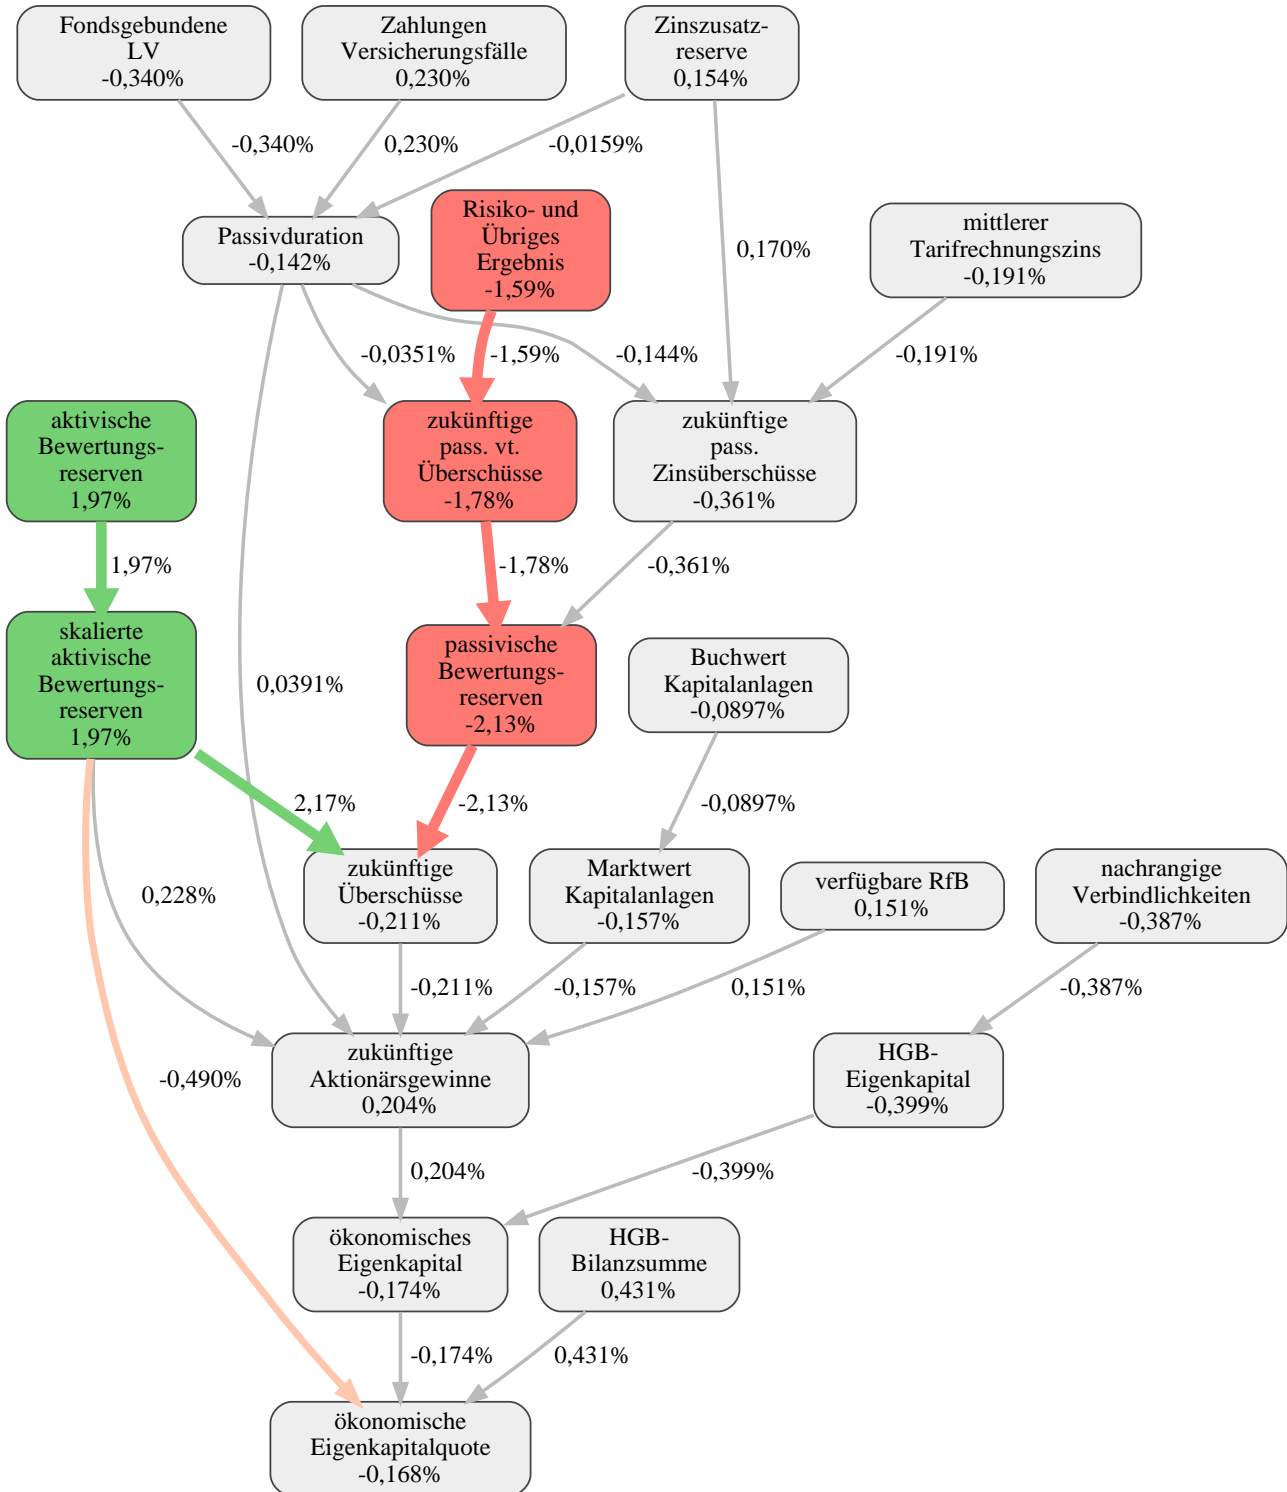 Fondsgebundene
LV
-0,340%
Zahlungen
Versicherungsfälle
0,230%
Zinszusatz-
reserve
0,154%
-0,340%
0,230%
-0,0159%
Passivduration
-0,142%
Risiko- und
Übriges
Ergebnis
-1,59%
0,170%
mittlerer
Tarifrechnungszins
-0,191%
-0,0351%
-1,59%
-0,144%
-0,191%
aktivische
Bewertungs-
reserven
1,97%
zukünftige
pass. vt.
Überschüsse
-1,78%
zukünftige
pass.
Zinsüberschüsse
-0,361%
1,97%
-1,78%
-0,361%
skalierte
aktivische
Bewertungs-
reserven
1,97%
0,0391%
passivische
Bewertungs-
reserven
-2,13%
Buchwert
Kapitalanlagen
-0,0897%
2,17%
-2,13%
-0,0897%
0,228%
zukünftige
Überschüsse
-0,211%
Marktwert
Kapitalanlagen
-0,157%
verfügbare RfB
0,151%
nachrangige
Verbindlichkeiten
-0,387%
-0,211%
-0,157%
0,151%
-0,387%
-0,490%
zukünftige
Aktionärsgewinne
0,204%
HGB-
Eigenkapital
-0,399%
0,204%
-0,399%
ökonomisches
Eigenkapital
-0,174%
HGB-
Bilanzsumme
0,431%
-0,174%
0,431%
ökonomische
Eigenkapitalquote
-0,168%